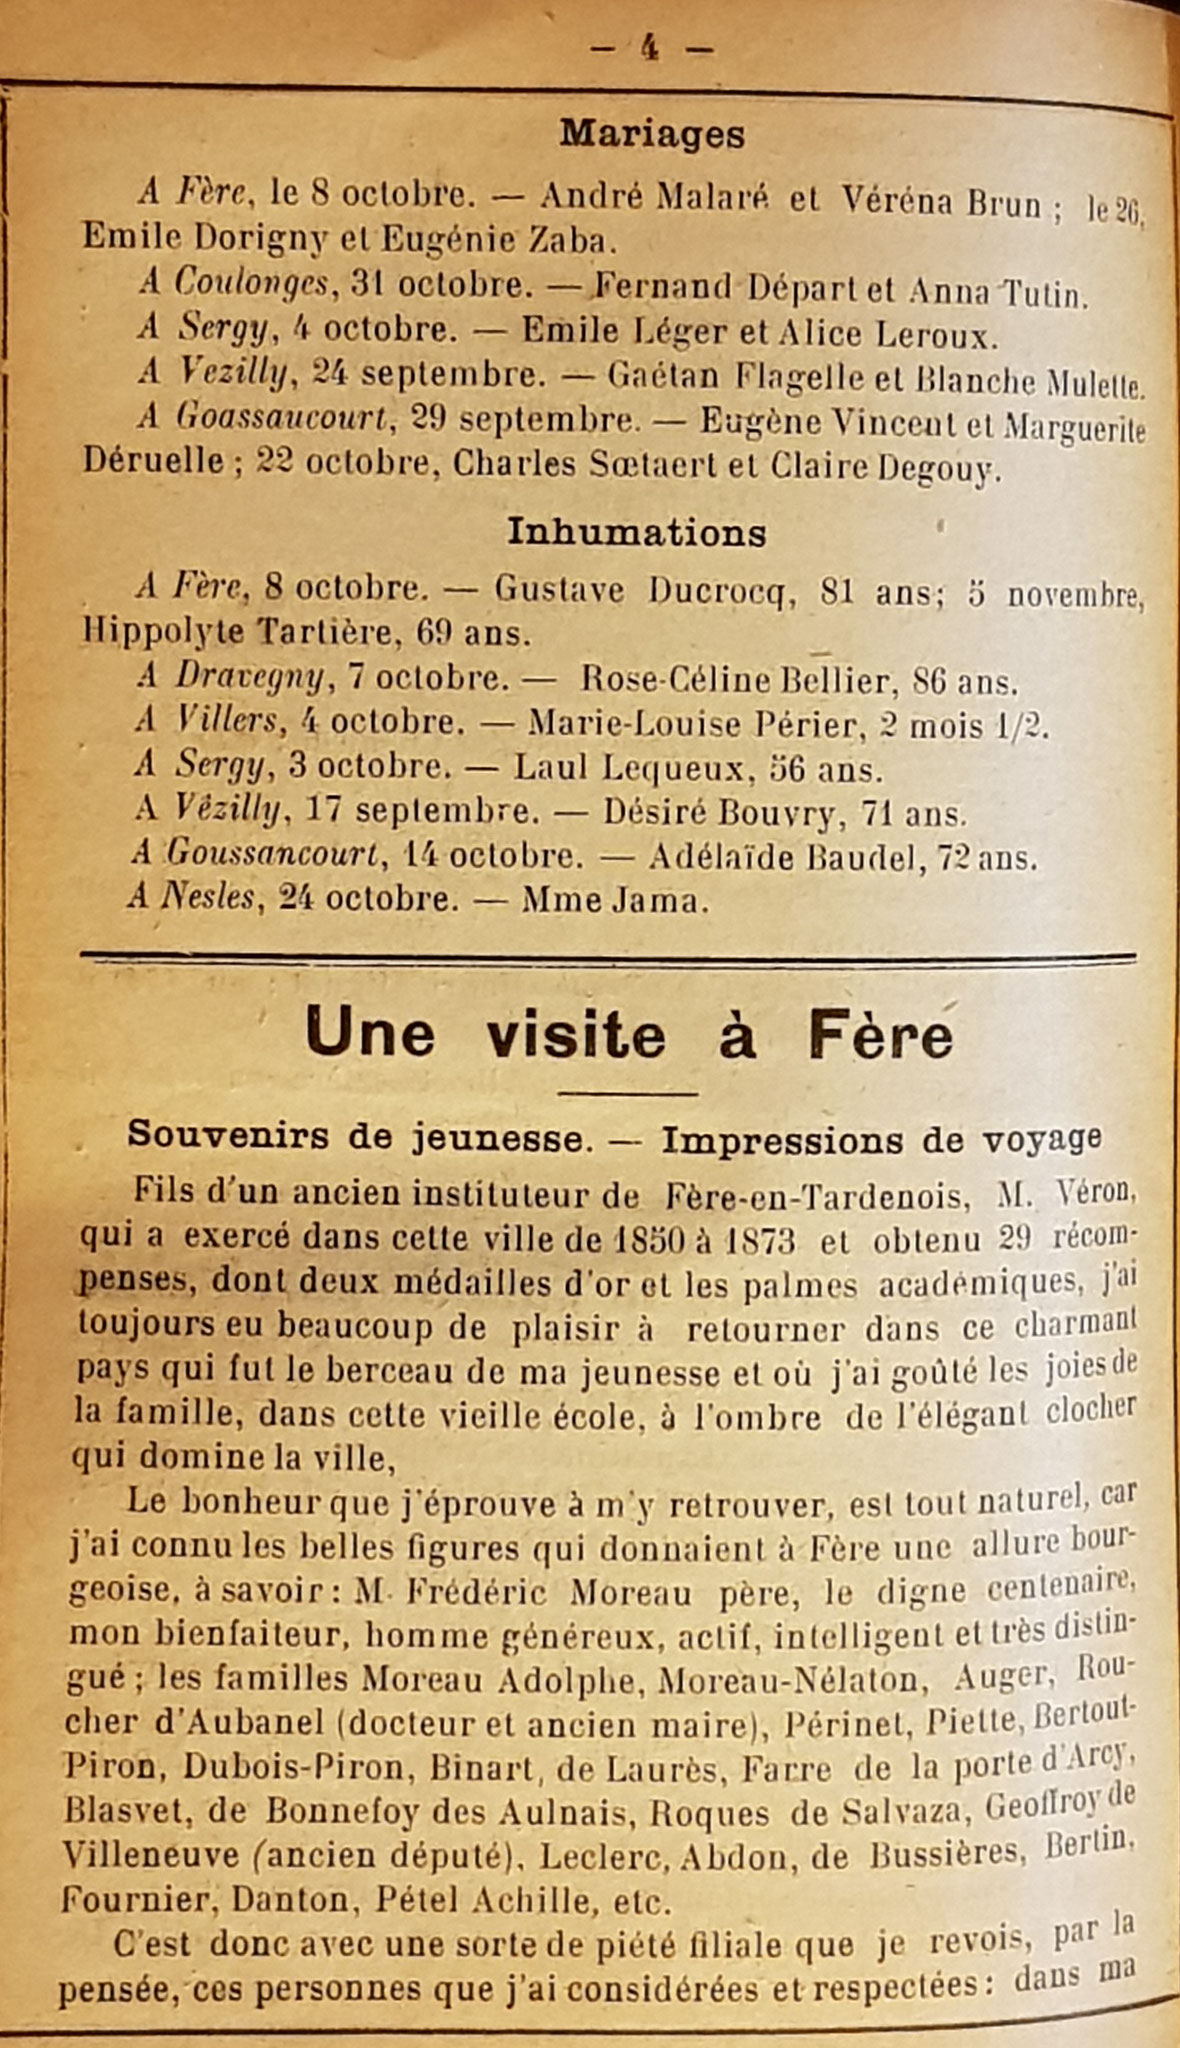 — 4 —
Mariages
A Fère, le 8 octobre. — André Malaré et Véréna Brun ; le 26,
Emile Dorigny et Eugénie Zaba.
A Coulonges, 31 octobre. — Fernand Départ et Anna Tutin.
A Sergy, 4 octobre. — Emile Léger et Alice Leroux.
A Vezilly, 24 septembre. — Gaétan Flagelle et Blanche Mulette.
A Goassaucourt, 29 septembre. — Eugène Vincent et Marguerite
Déruelle ; 22 octobre, Charles Sœtaert et Claire Degouy.
Inhumations
A Fère, 8 octobre. — Gustave Ducrocq, 81 ans; 5 novembre,
Hippolyte Tartière, 69 ans.
A Dravegny, 7 octobre. — Rose-Céline Bellier, 86 ans.
A Villers, 4 octobre. — Marie-Louise Périer, 2 mois 1/2.
A Sergy, 3 octobre. — Laul Lequeux, 56 ans.
A Vêzilly, 17 septembre. — Désiré Bouvry, 71 ans.
A Goussancourt, 14 octobre. — Adélaïde Baudel, 72 ans.
A Nesles, 24 octobre. — Mme Jama.
Une visite à Fère
Souvenirs de jeunesse. — Impressions de voyage
Fils d'un ancien instituteur de Fère-en-Tardenois, M. Véron,
qui a exercé dans cette ville de 1850 à 1873 et obtenu 29 récom-
penses, dont deux médailles d'or et les palmes académiques, j'ai
toujours eu beaucoup de plaisir à retourner dans ce charmant
pays qui fut le berceau de ma jeunesse et où j'ai goûté les joies de
la famille, dans cette vieille école, à l'ombre de l'élégant clocher
qui domine la ville,
Le bonheur que j'éprouve à m'y retrouver, est tout naturel, car
j'ai connu les belles figures qui donnaient à Fère une allure bour-
geoise, à savoir : M. Frédéric Moreau père, le digne centenaire,
mon bienfaiteur, homme généreux, actif, intelligent et très distin-
gué ; les familles Moreau Adolphe, Moreau-Nélaton, Auger, Rou-
cher d'Aubanel (docteur et ancien maire), Périnet, Piette, Bertout-
Piron, Dubois-Piron, Binart, de Laurès, Farre de la porte d'Arcy,
Blasvet, de Bonnefoy des Aulnais, Roques de Salvaza, Geoffroy de
Villeneuve (ancien député), Leclerc, Abdon, de Bussières, Bertin,
Fournier, Danton, Pétel Achille, etc.
C'est donc avec une sorte de piété filiale que je revois, par la
pensée, ces personnes que j'ai considérées et respectées : dans ma